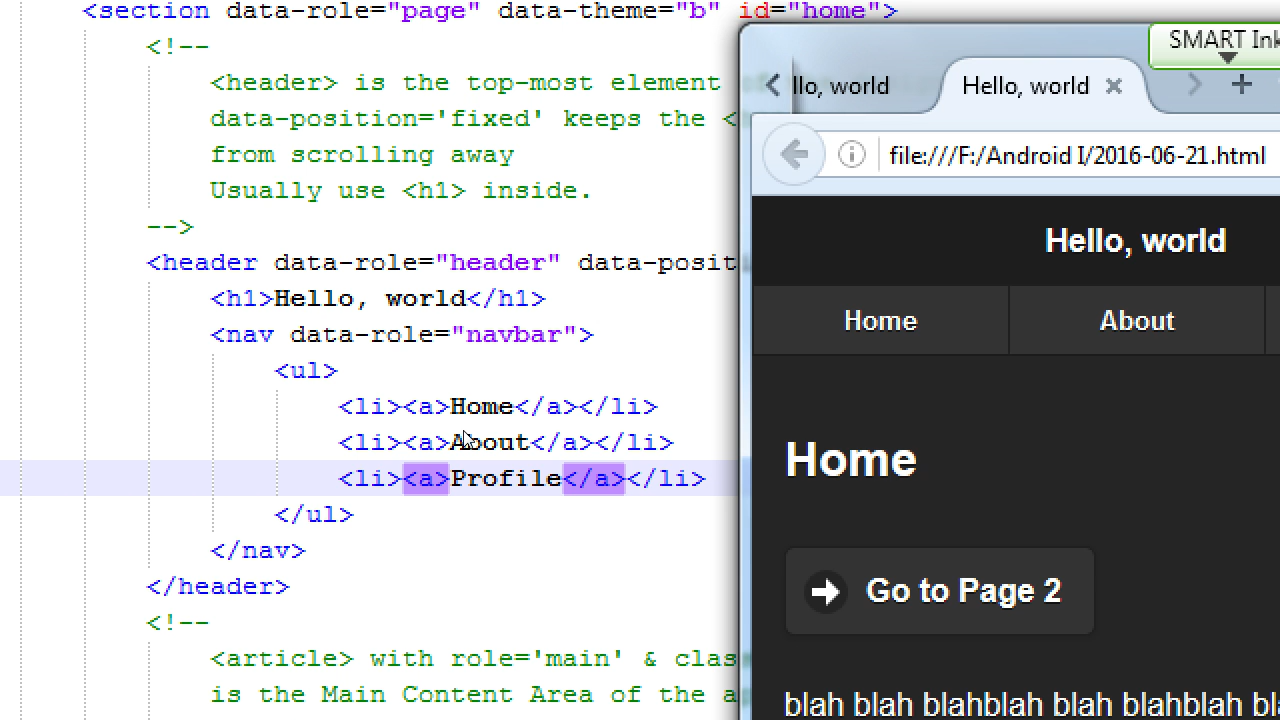 <section data-role="page" data-theme="b" id="home">
<!--
<header> is the top-most element
data-position='fixed' keeps the <
from scrolling away
Usually use <h1> inside.
-->
<header data-role="header" data-posit
<h1>Hello, world</h1>
<nav data-role="navbar">
<ul>
<li><a>Home</a></li>
<li><a>About</a></li>
<li><a>Profile</a></li>
</ul>
</nav>
</header>
<!--
<article> with role='main' & clas
is the Main Content Area of the a
SMART Ink
llo, world
Hello, world
file:///F:/Android I/2016-06-21.html
Hello, world
Home
About
Home
Go to Page 2
blah blah blahblah blah blahblah bl